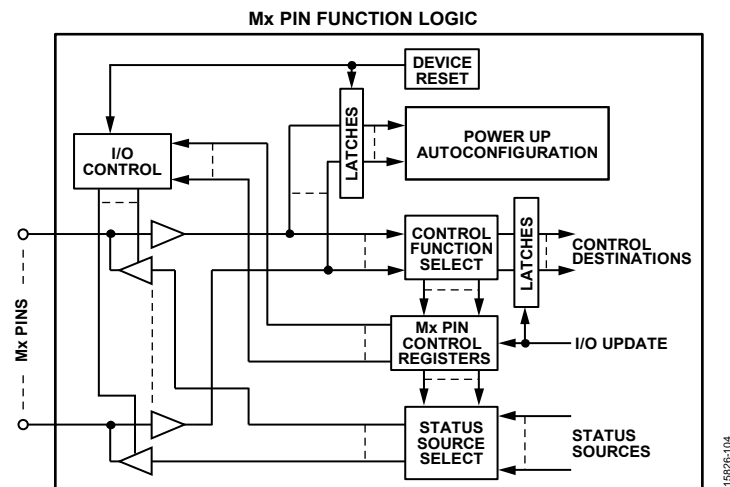 Mx PIN FUNCTION LOGIC
DEVICE
RESET
LATCHES
POWER UP
AUTOCONFIGURATION
I/O
CONTROL
CONTROL
FUNCTION
SELECT
LATCHES
CONTROL
DESTINATIONS
Mx PINS
Mx PIN
CONTROL
REGISTERS
I/O UPDATE
STATUS
SOURCE
SELECT
STATUS
SOURCES
15826-104